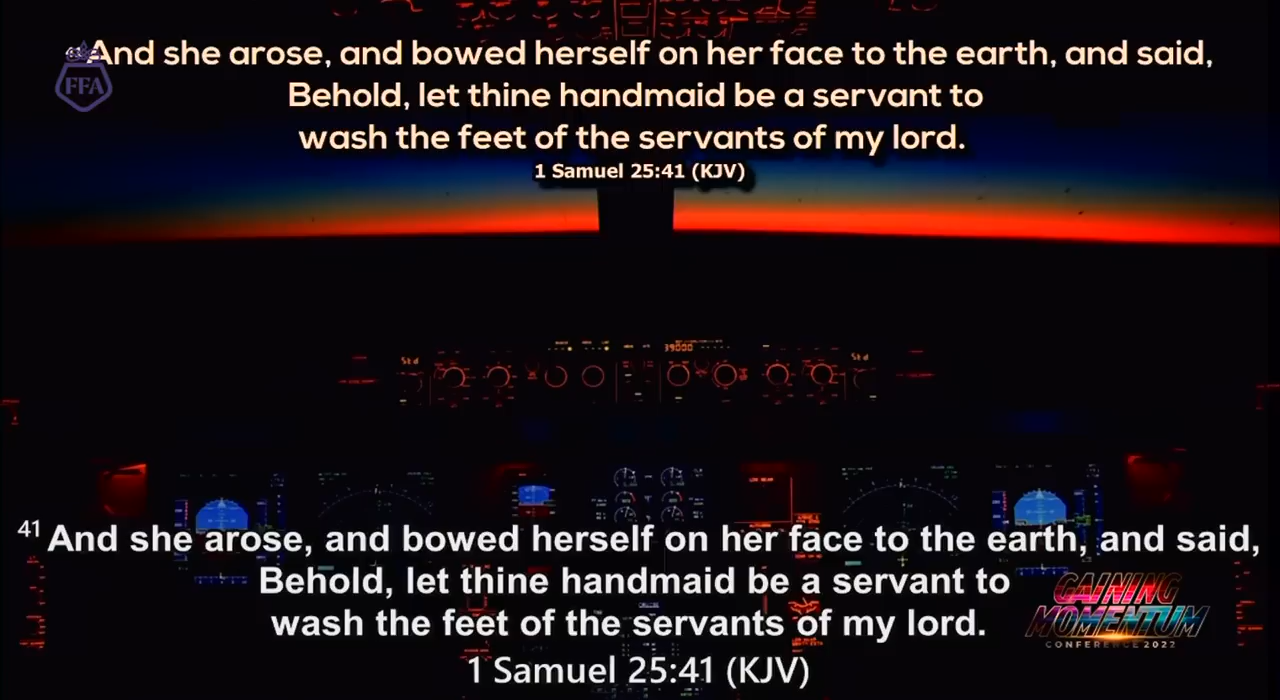 And she arose, and bowed herself on her face to the earth, and said,
Behold, let thine handmaid be a servant to
wash the feet of the servants of my lord.
1 Samuel 25:41 (KJV)
FFA
Std
39000
Std
41 And she arose, and bowed herself on her face to the earth, and said,
Behold, let thine handmaid be a servant to
wash the feet of the servants of my lord.
1 Samuel 25:41 (KJV)
GAINING
MOMENTUM
CONFERENCE 2022